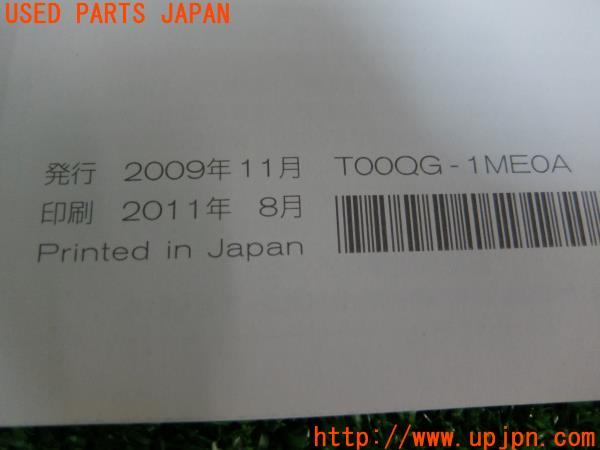 USED PARTS JAPAN
発行 2009年11月 T00QG-1ME0A
印刷 2011年 8月
Printed in Japan
http://www.upjpn.com/